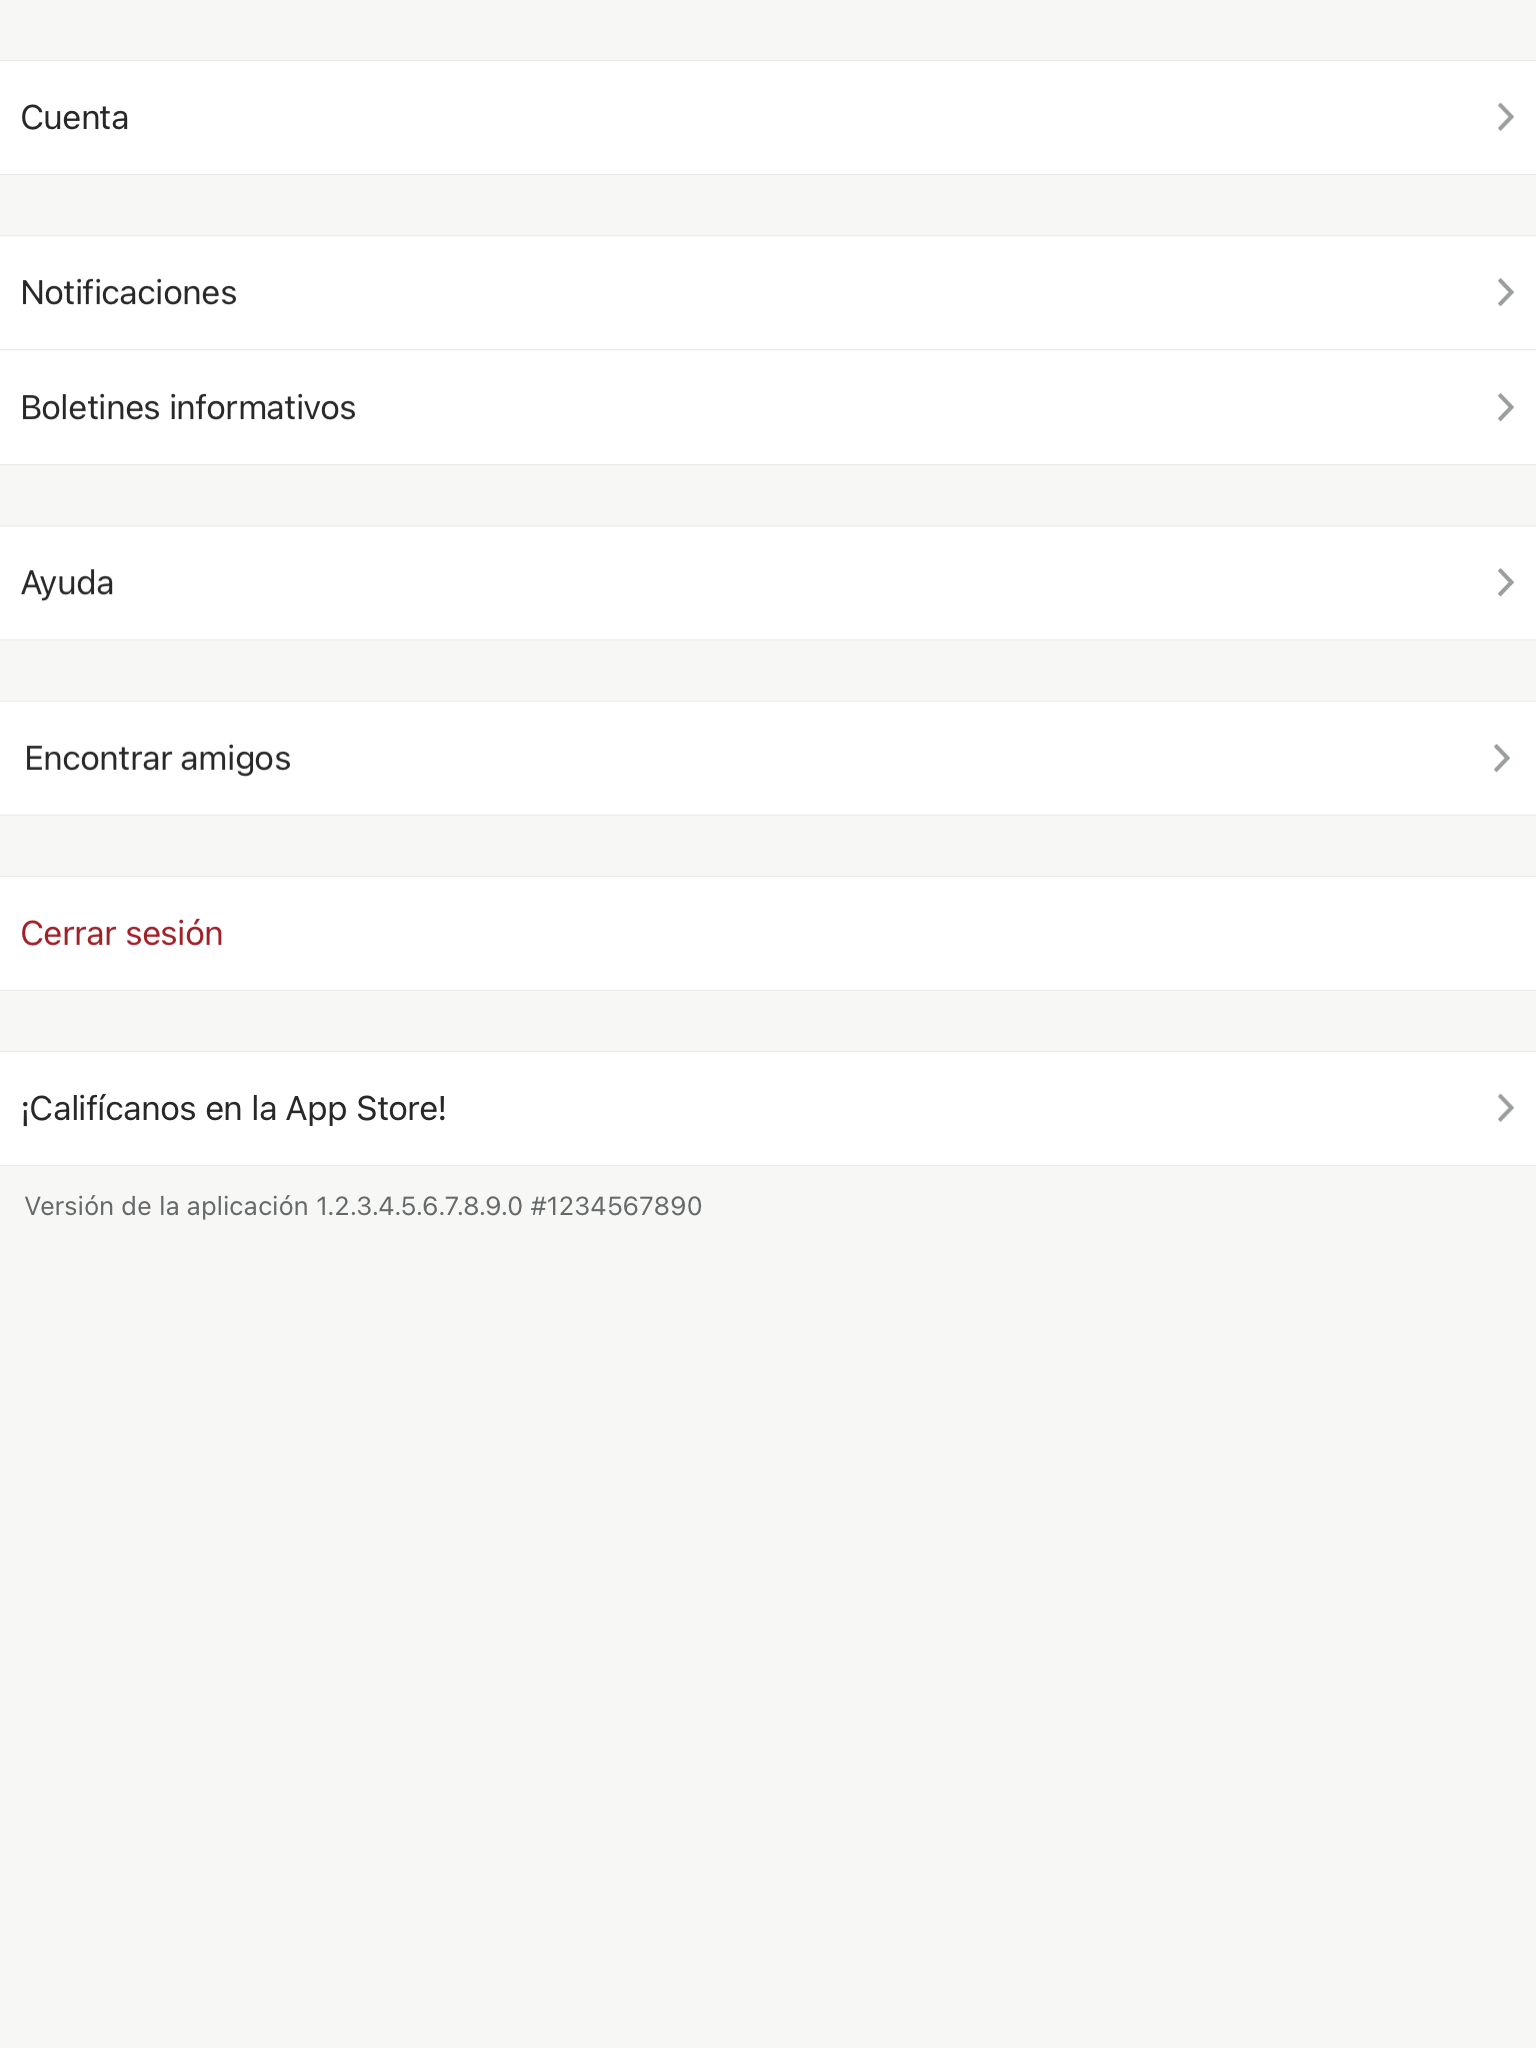 Cuenta
Notificaciones
Boletines informativos
Ayuda
Encontrar amigos
Cerrar sesión
¡Califícanos en la App Store!
Versión de la aplicación 1.2.3.4.5.6.7.8.9.0 #1234567890